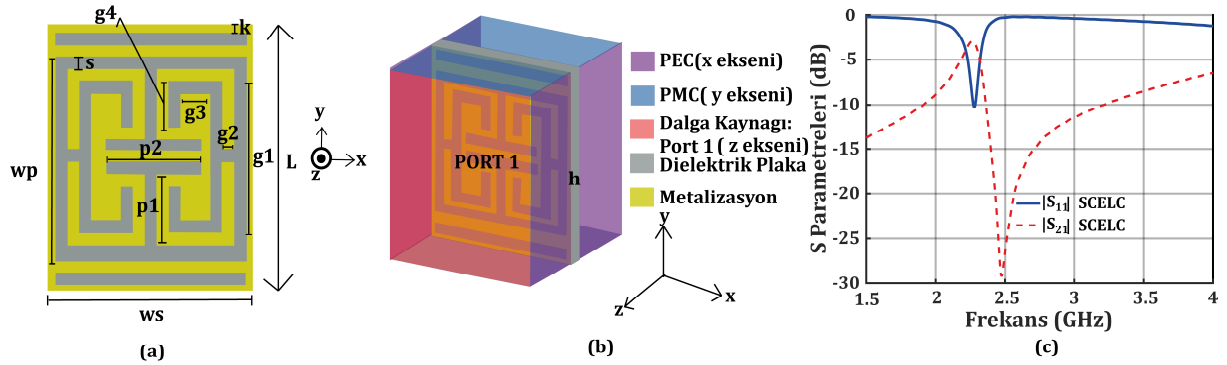 g4
k
s
g3
g2
p2
g1
L
wp
p1
ws
y
x
z
(a)
PORT 1
h
PEC(x ekseni)
PMC( y ekseni)
Dalga Kaynagı:
Port 1 ( z ekseni)
Dielektrik Plaka
Metalizasyon
y
x
z
(b)
S Parametreleri (dB)
0
-5
-10
-15
-20
-25
-30
|S11| SCELC
|S21| SCELC
1.5
2
2.5
3
3.5
4
Frekans (GHz)
(c)